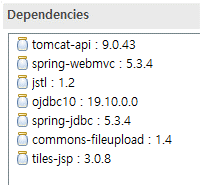 Dependencies
tomcat-api : 9.0.43
spring-webmvc : 5.3.4
jstl : 1.2
ojdbc10 : 19.10.0.0
spring-jdbc : 5.3.4
commons-fileupload : 1.4
tiles-jsp : 3.0.8